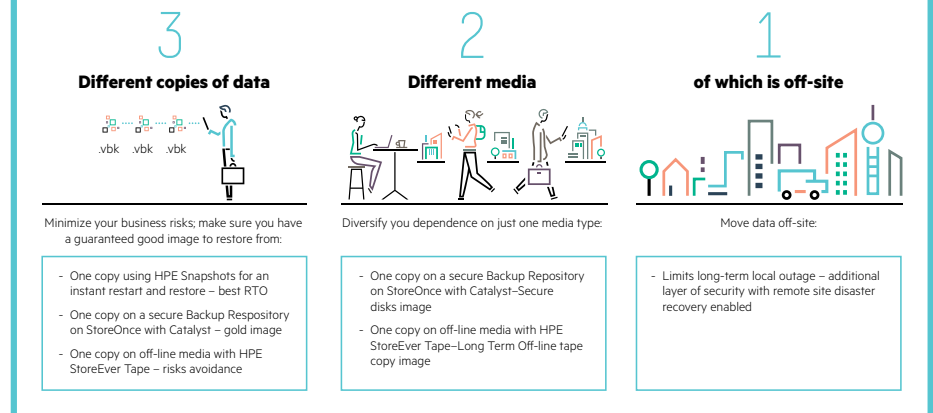 3
Different copies of data
.vbk .vbk .vbk
Minimize your business risks; make sure you have
a guaranteed good image to restore from:
- One copy using HPE Snapshots for an
instant restart and restore – best RTO
- One copy on a secure Backup Respository
on StoreOnce with Catalyst – gold image
- One copy on off-line media with HPE
StoreEver Tape – risks avoidance
2
Different media
Diversify you dependence on just one media type:
- One copy on a secure Backup Repository
on StoreOnce with Catalyst–Secure
disks image
- One copy on off-line media with HPE
StoreEver Tape–Long Term Off-line tape
copy image
1
of which is off-site
Move data off-site:
- Limits long-term local outage – additional
layer of security with remote site disaster
recovery enabled